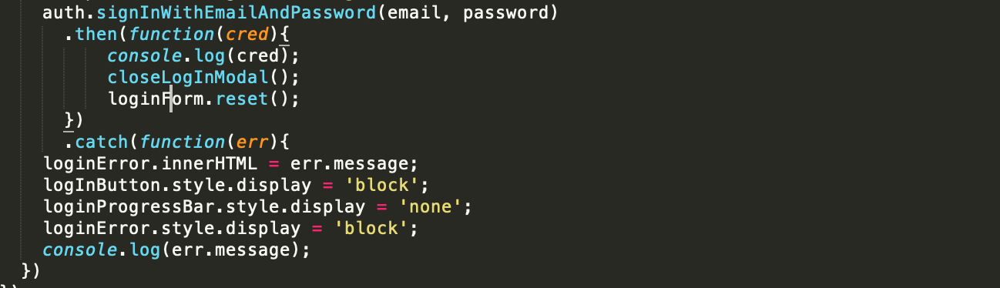 auth.signInWithEmailAndPassword(email, password)
.then(function(cred){
console.log(cred);
closeLogInModal();
loginForm.reset();
})
.catch(function(err){
loginError.innerHTML = err.message;
logInButton.style.display = 'block';
loginProgressBar.style.display = 'none';
loginError.style.display = 'block';
console.log(err.message);
})